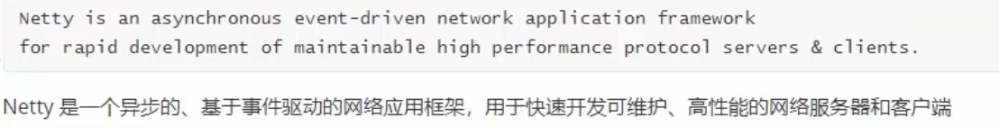 Netty is an asynchronous event-driven network application framework
for rapid development of maintainable high performance protocol servers & clients.
Netty 是一个异步的、基于事件驱动的网络应用框架，用于快速开发可维护、高性能的网络服务器和客户端